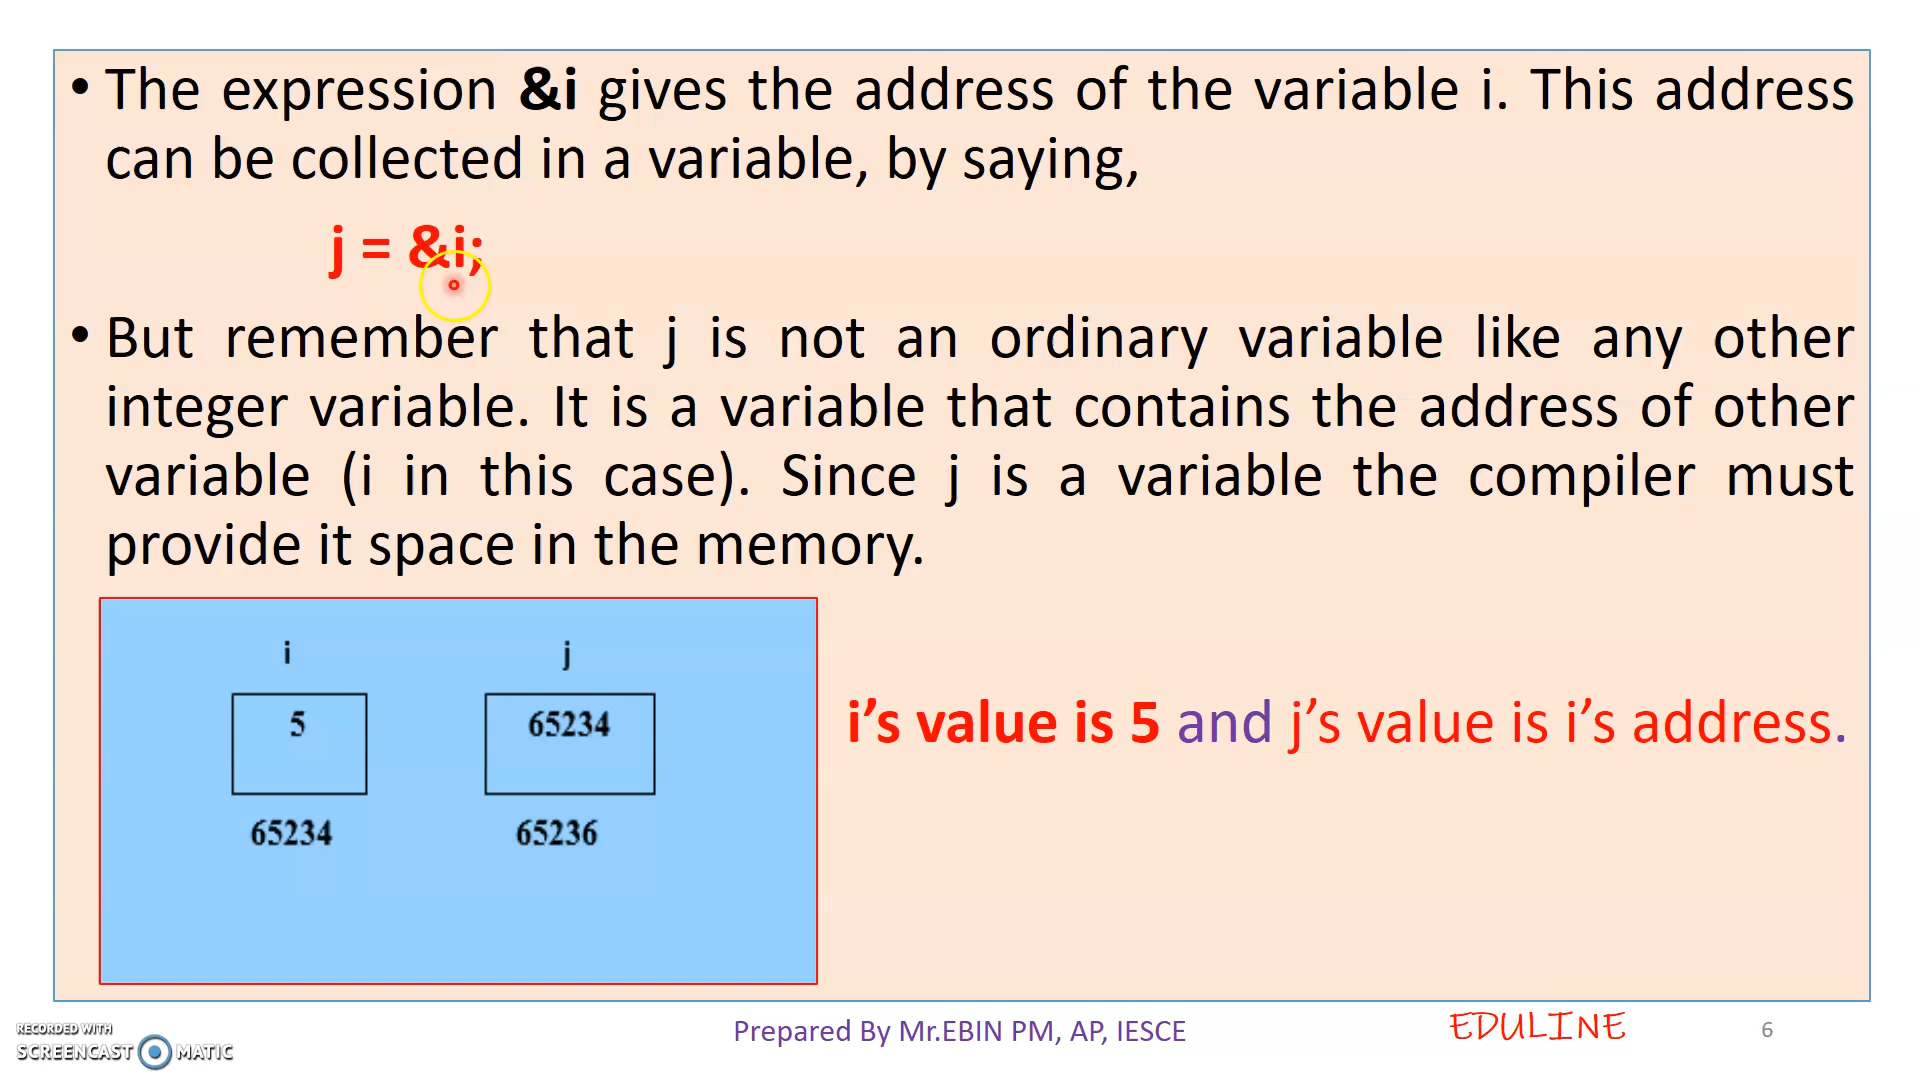 • The expression &i gives the address of the variable i. This address
can be collected in a variable, by saying,
j = &i;
• But remember that j is not an ordinary variable like any other
integer variable. It is a variable that contains the address of other
variable (i in this case). Since j is a variable the compiler must
provide it space in the memory.
i j
5 65234
65234 65236
i’s value is 5 and j’s value is i’s address.
Prepared By Mr.EBIN PM, AP, IESCE
EDULINE
6
RECORDED WITH
SCREENCAST MATIC